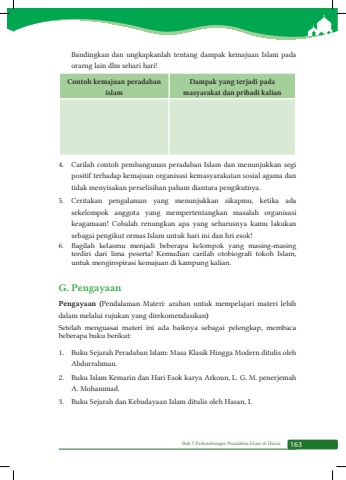 Bandingkan dan ungkapkanlah tentang dampak kemajuan Islam pada
orarng lain dlm sehari hari!
Contoh kemajuan peradaban
islam
Dampak yang terjadi pada
masyarakat dan pribadi kalian
4. Carilah contoh pembangunan peradaban Islam dan menunjukkan segi
positif terhadap kemajuan organisasi kemasyarakatan sosial agama dan
tidak menyisakan perselisihan paham diantara pengikutnya.
5. Ceritakan pengalaman yang menunjukkan sikapmu, ketika ada
sekelompok anggota yang mempertentangkan masalah organisasi
keagamaan! Cobalah renungkan apa yang seharusnya kamu lakukan
sebagai pengikut ormas Islam untuk hari ini dan hri esok!
6. Bagilah kelasmu menjadi beberapa kelompok yang masing-masing
terdiri dari lima peserta! Kemudian carilah otobiografi tokoh Islam,
untuk menginspirasi kemajuan di kampung kalian.
G. Pengayaan
Pengayaan (Pendalaman Materi: arahan untuk mempelajari materi lebih
dalam melalui rujukan yang direkomendasikan)
Setelah menguasai materi ini ada baiknya sebagai pelengkap, membaca
beberapa buku berikut:
1. Buku Sejarah Peradaban Islam: Masa Klasik Hingga Modern ditulis oleh
Abdurrahman.
2. Buku Islam Kemarin dan Hari Esok karya Arkoun, L. G. M. penerjemah
A. Mohammad.
3. Buku Sejarah dan Kebudayaan Islam ditulis oleh Hasan, I.
Bab 5 Perkembangan Peradaban Islam di Dunia 163